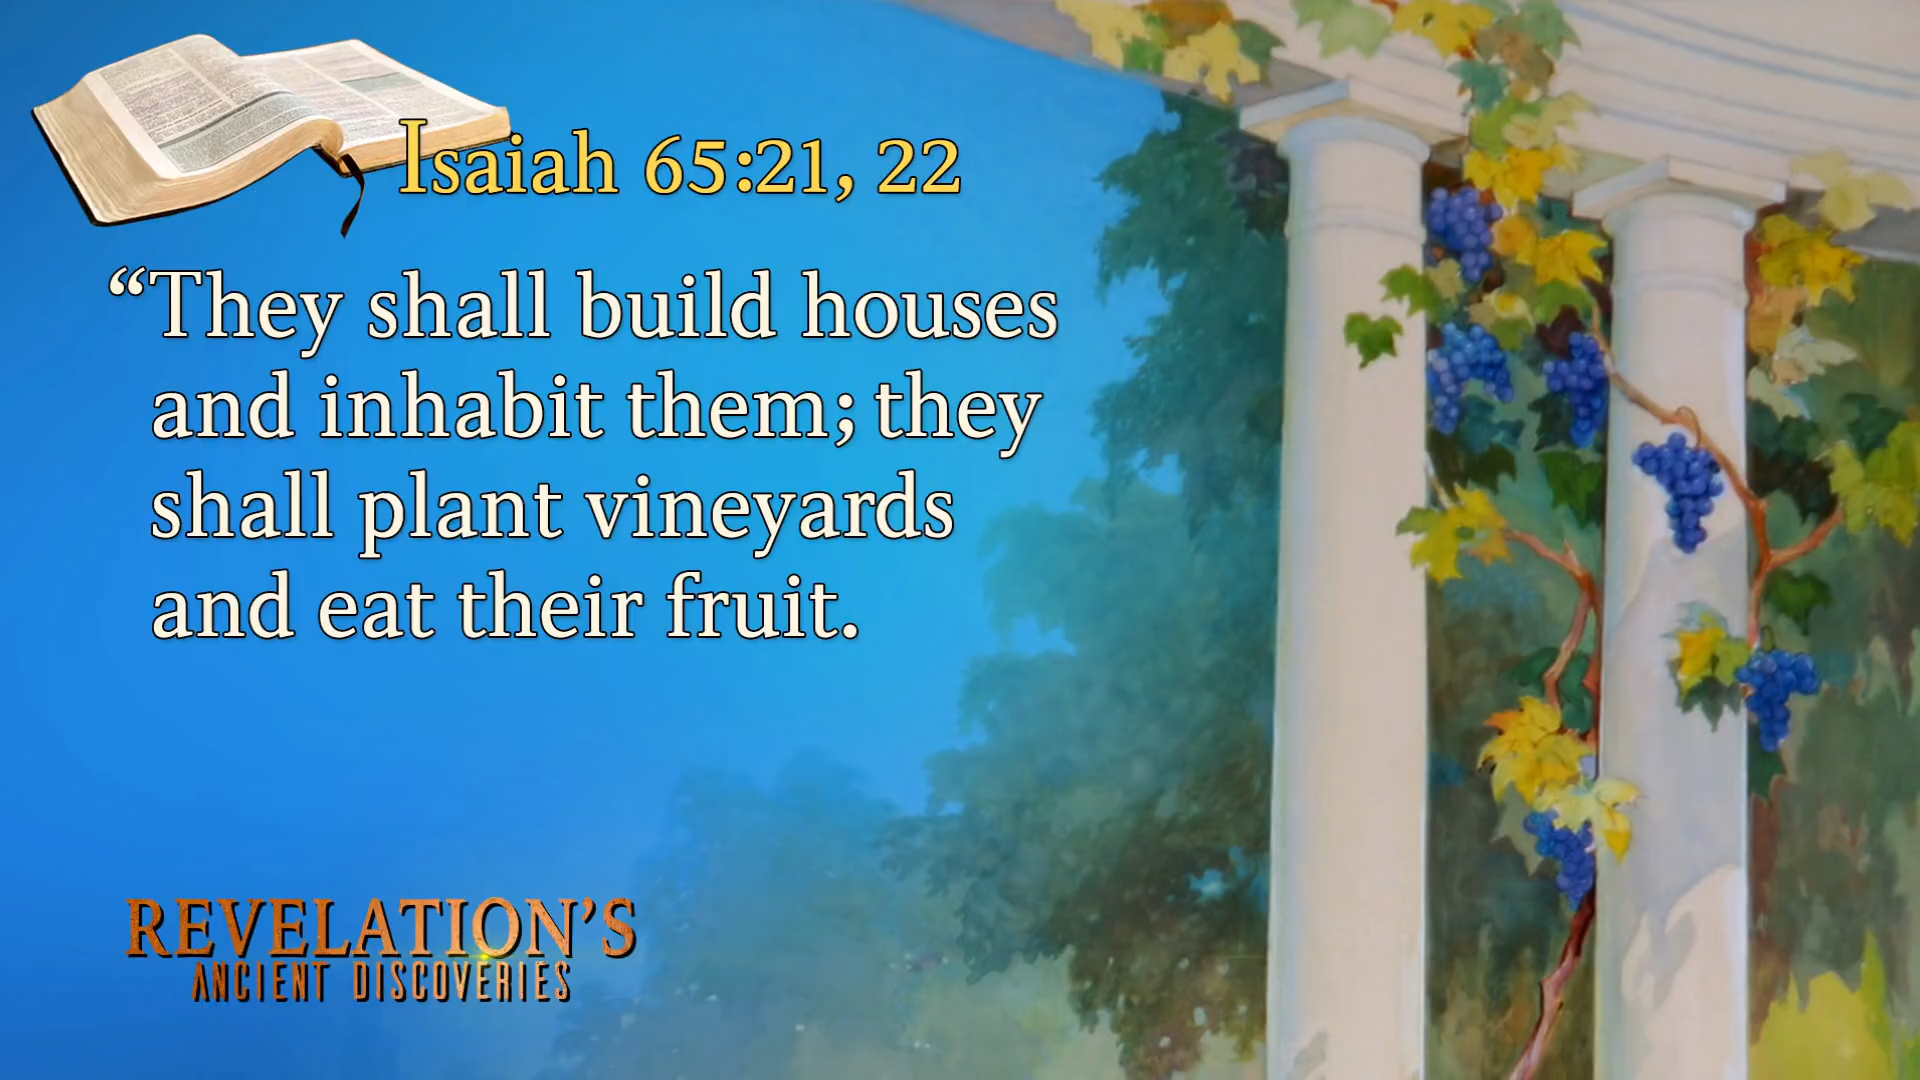 Isaiah 65:21, 22
“They shall build houses
and inhabit them; they
shall plant vineyards
and eat their fruit.
REVELATION’S
ANCIENT DISCOVERIES